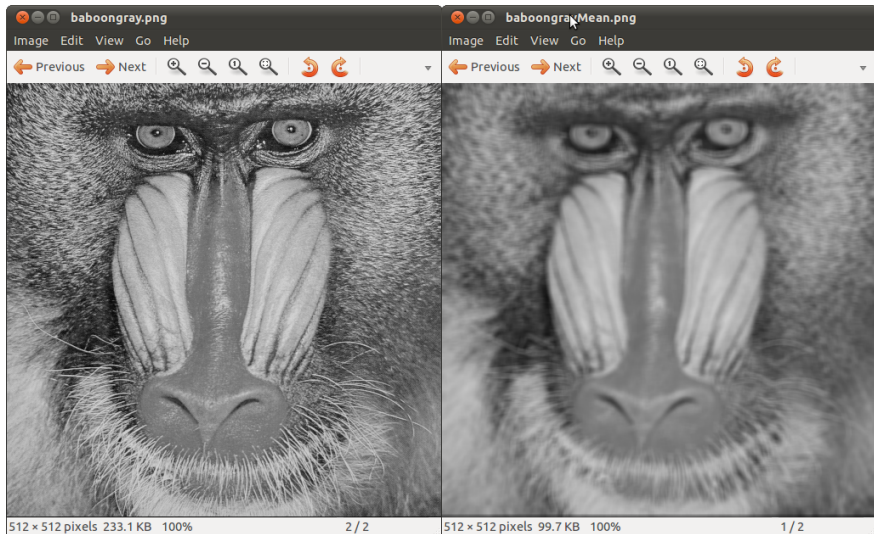 baboongray.png
Image Edit View Go Help
Previous Next
512 × 512 pixels 233.1 KB 100% 2 / 2
baboongrayMean.png
Image Edit View Go Help
Previous Next
512 × 512 pixels 99.7 KB 100% 1 / 2